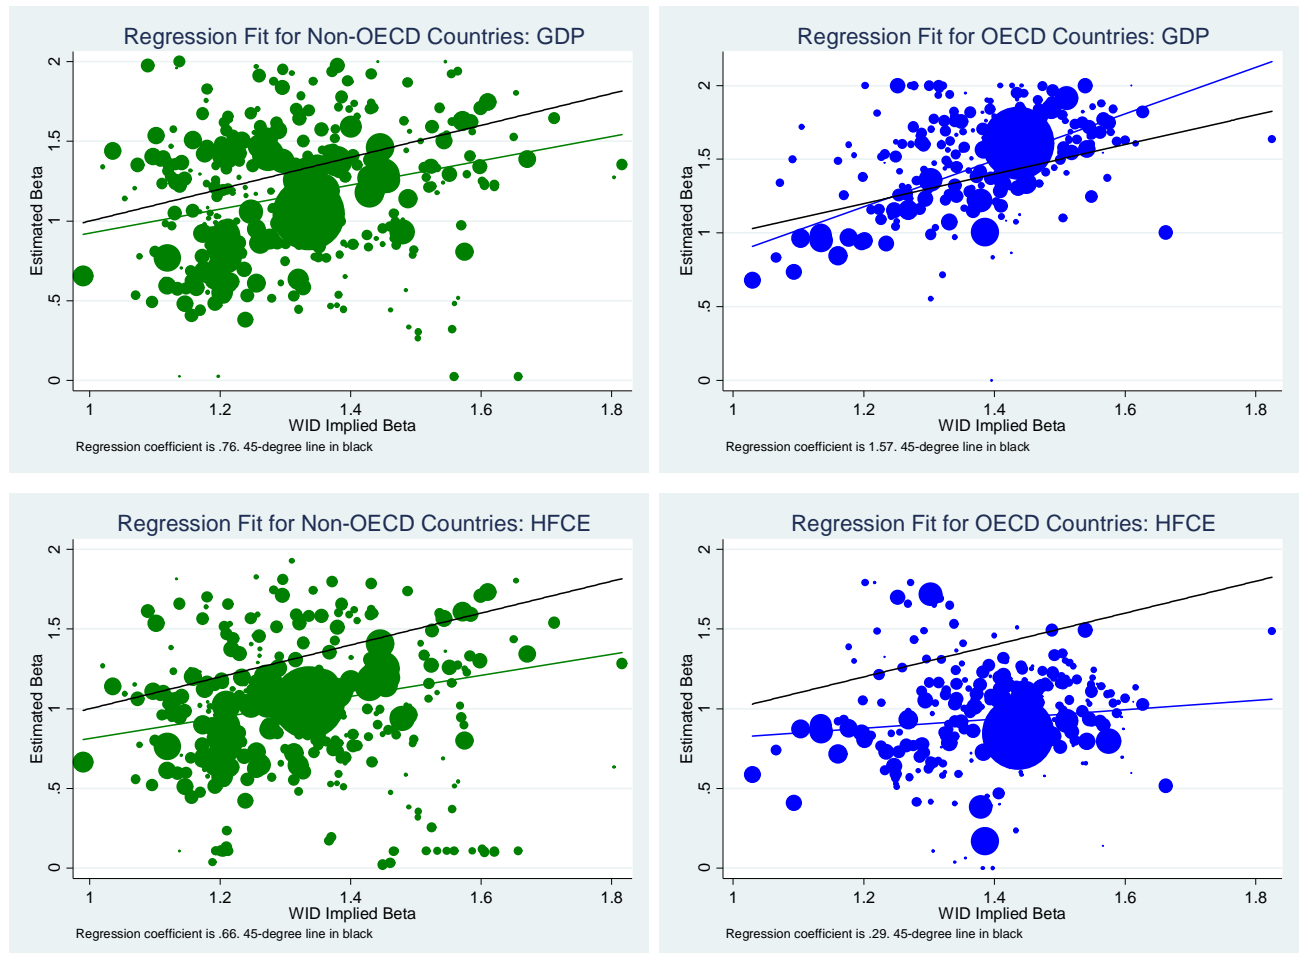 Regression Fit for Non-OECD Countries: GDP
Estimated Beta
0 .5 1 1.5 2
1 1.2 1.4 1.6 1.8
WID Implied Beta
Regression coefficient is .76. 45-degree line in black
Regression Fit for OECD Countries: GDP
Estimated Beta
0 .5 1 1.5 2
1 1.2 1.4 1.6 1.8
WID Implied Beta
Regression coefficient is 1.57. 45-degree line in black
Regression Fit for Non-OECD Countries: HFCE
Estimated Beta
0 .5 1 1.5 2
1 1.2 1.4 1.6 1.8
WID Implied Beta
Regression coefficient is .66. 45-degree line in black
Regression Fit for OECD Countries: HFCE
Estimated Beta
0 .5 1 1.5 2
1 1.2 1.4 1.6 1.8
WID Implied Beta
Regression coefficient is .29. 45-degree line in black